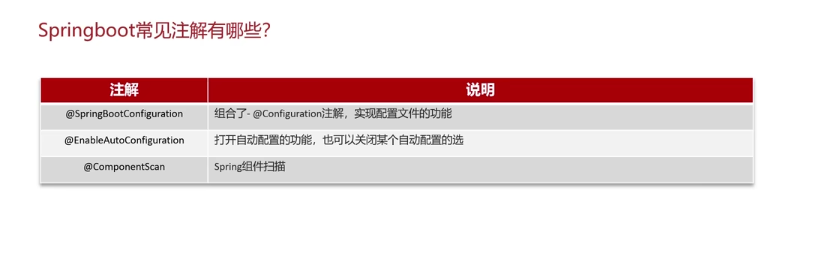 Springboot常见注解有哪些？
注解 说明
@SpringBootConfiguration 组合了- @Configuration注解，实现配置文件的功能
@EnableAutoConfiguration 打开自动配置的功能，也可以关闭某个自动配置的选
@ComponentScan Spring组件扫描